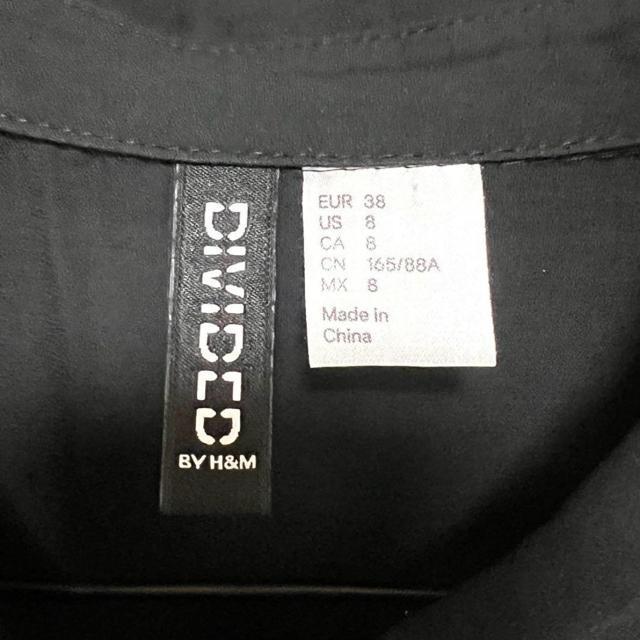 DIVIDED
BY H&M
EUR 38
US 8
CA 8
CN 165/88A
MX 8
Made in
China